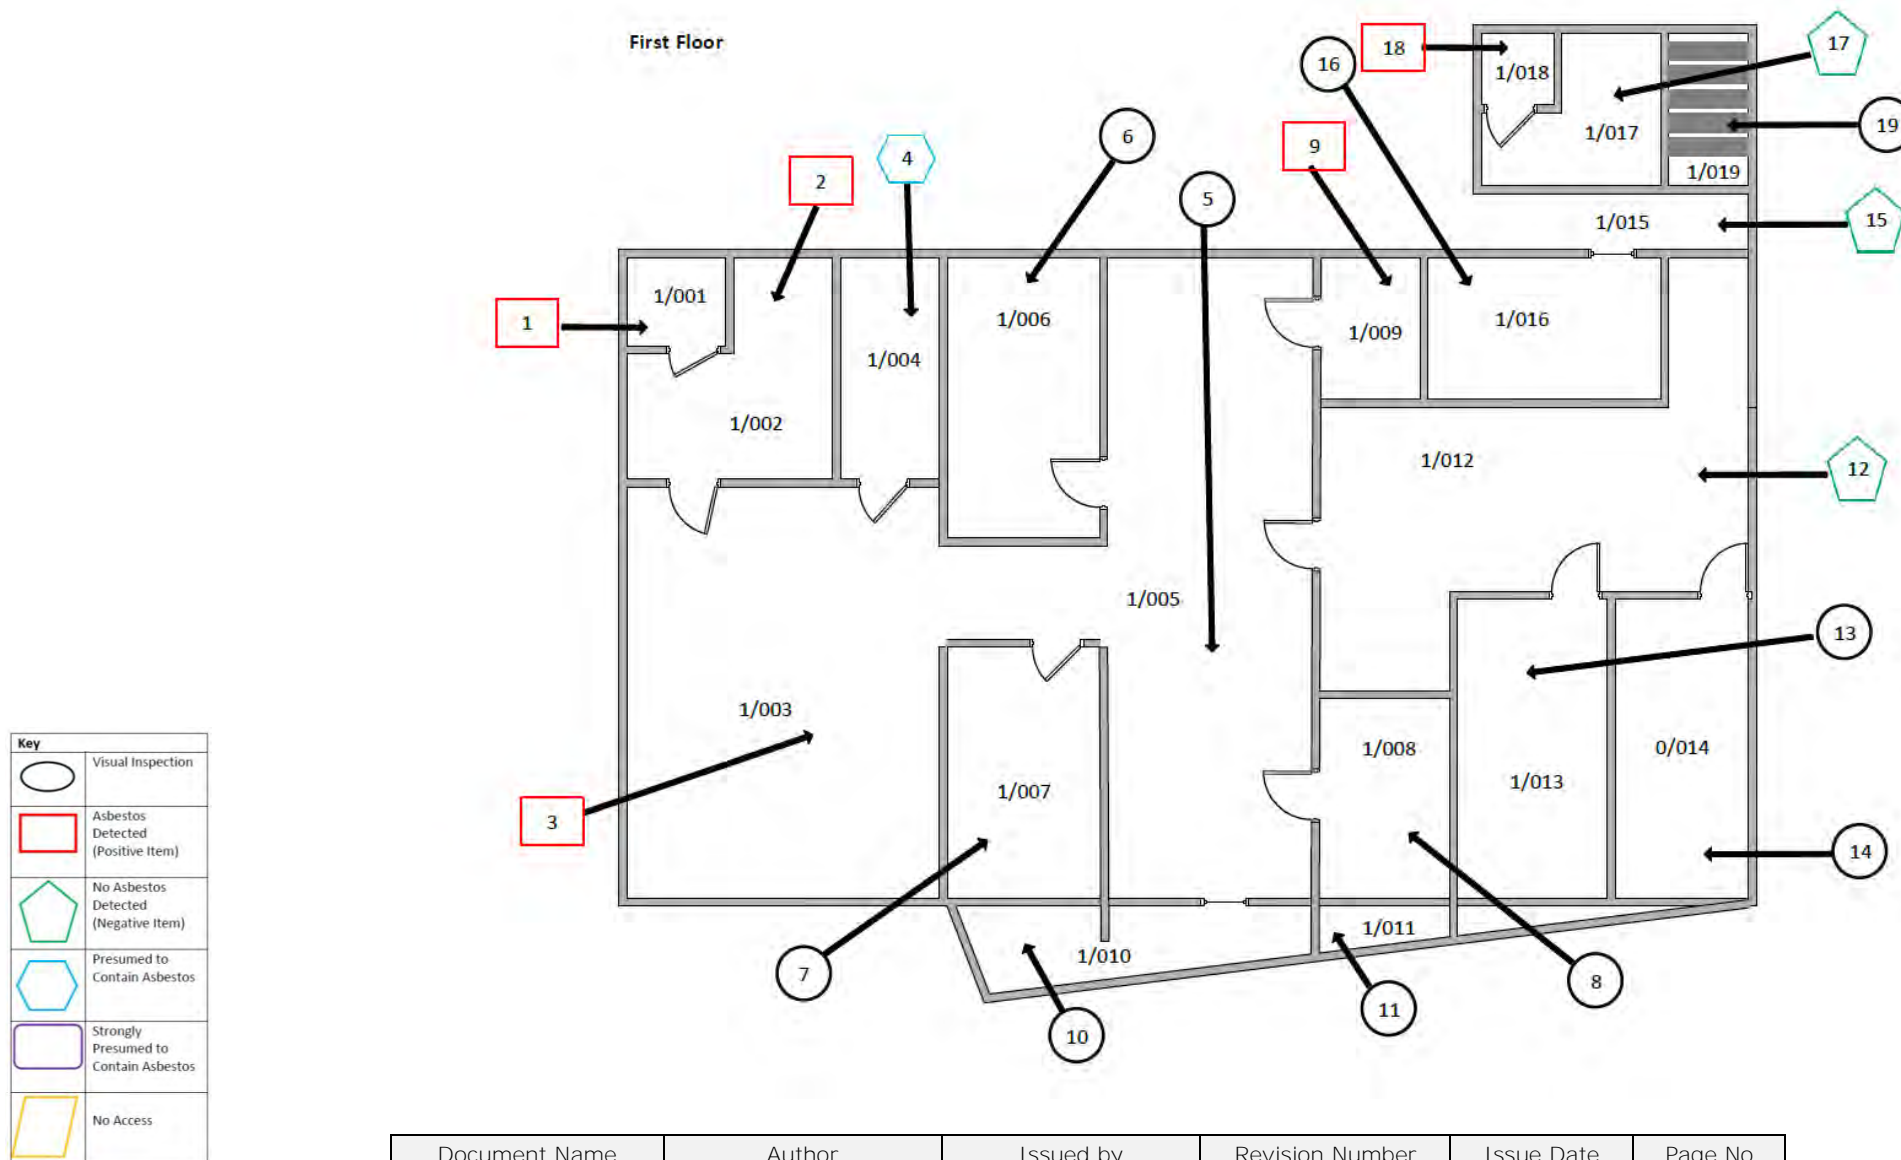 First Floor
18
17
16
1/018
6
19
9
1/017
4
2
1/019
5
15
1/015
1/001
1
1/006
1/016
1/009
1/004
1/002
1/012
12
1/005
13
1/003
1/008
0/014
1/013
1/007
3
14
1/011
1/010
7
8
11
10
Key
Visual Inspection
Asbestos
Detected
(Positive Item)
No Asbestos
Detected
(Negative Item)
Presumed to
Contain Asbestos
Strongly
Presumed to
Contain Asbestos
No Access
Document Name Author Issued by Revision Number Issue Date Page No